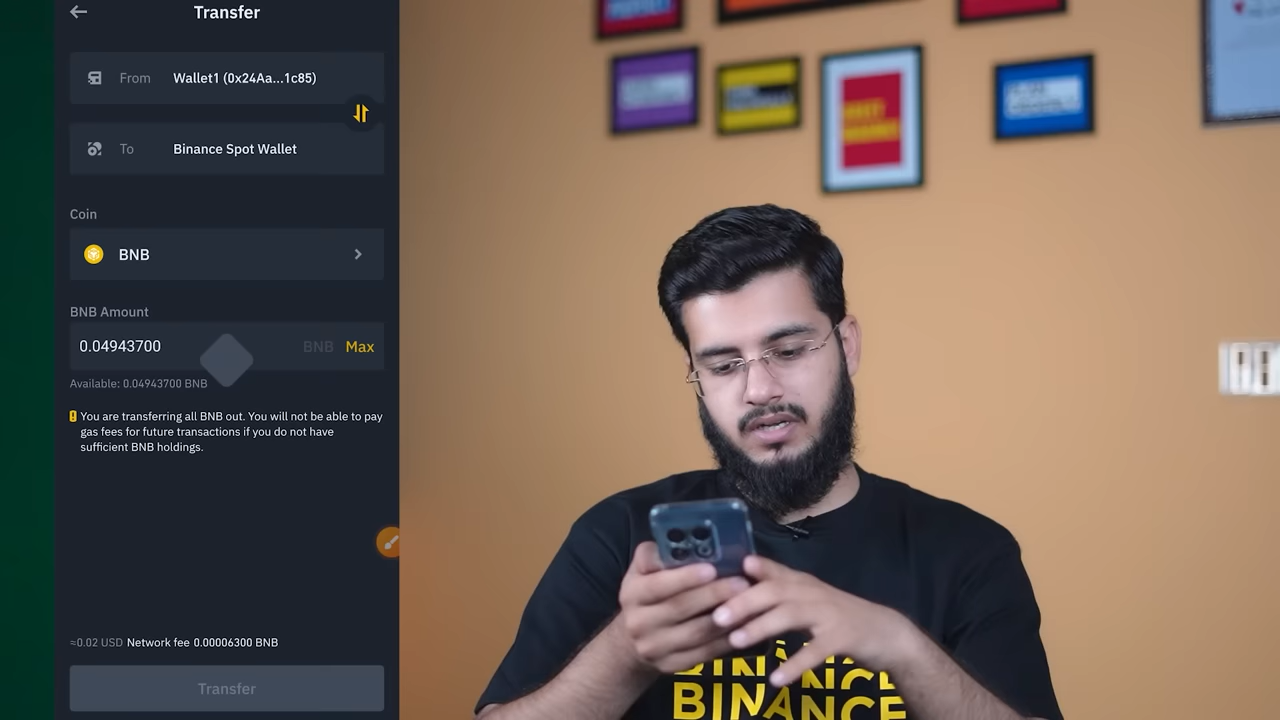 Transfer
From Wallet1 (0x24Aa...1c85)
To Binance Spot Wallet
Coin
BNB
BNB Amount
0.04943700 BNB Max
Available: 0.04943700 BNB
You are transferring all BNB out. You will not be able to pay
gas fees for future transactions if you do not have
sufficient BNB holdings.
≈0.02 USD Network fee 0.00006300 BNB
Transfer
BINANCE
BINANCE